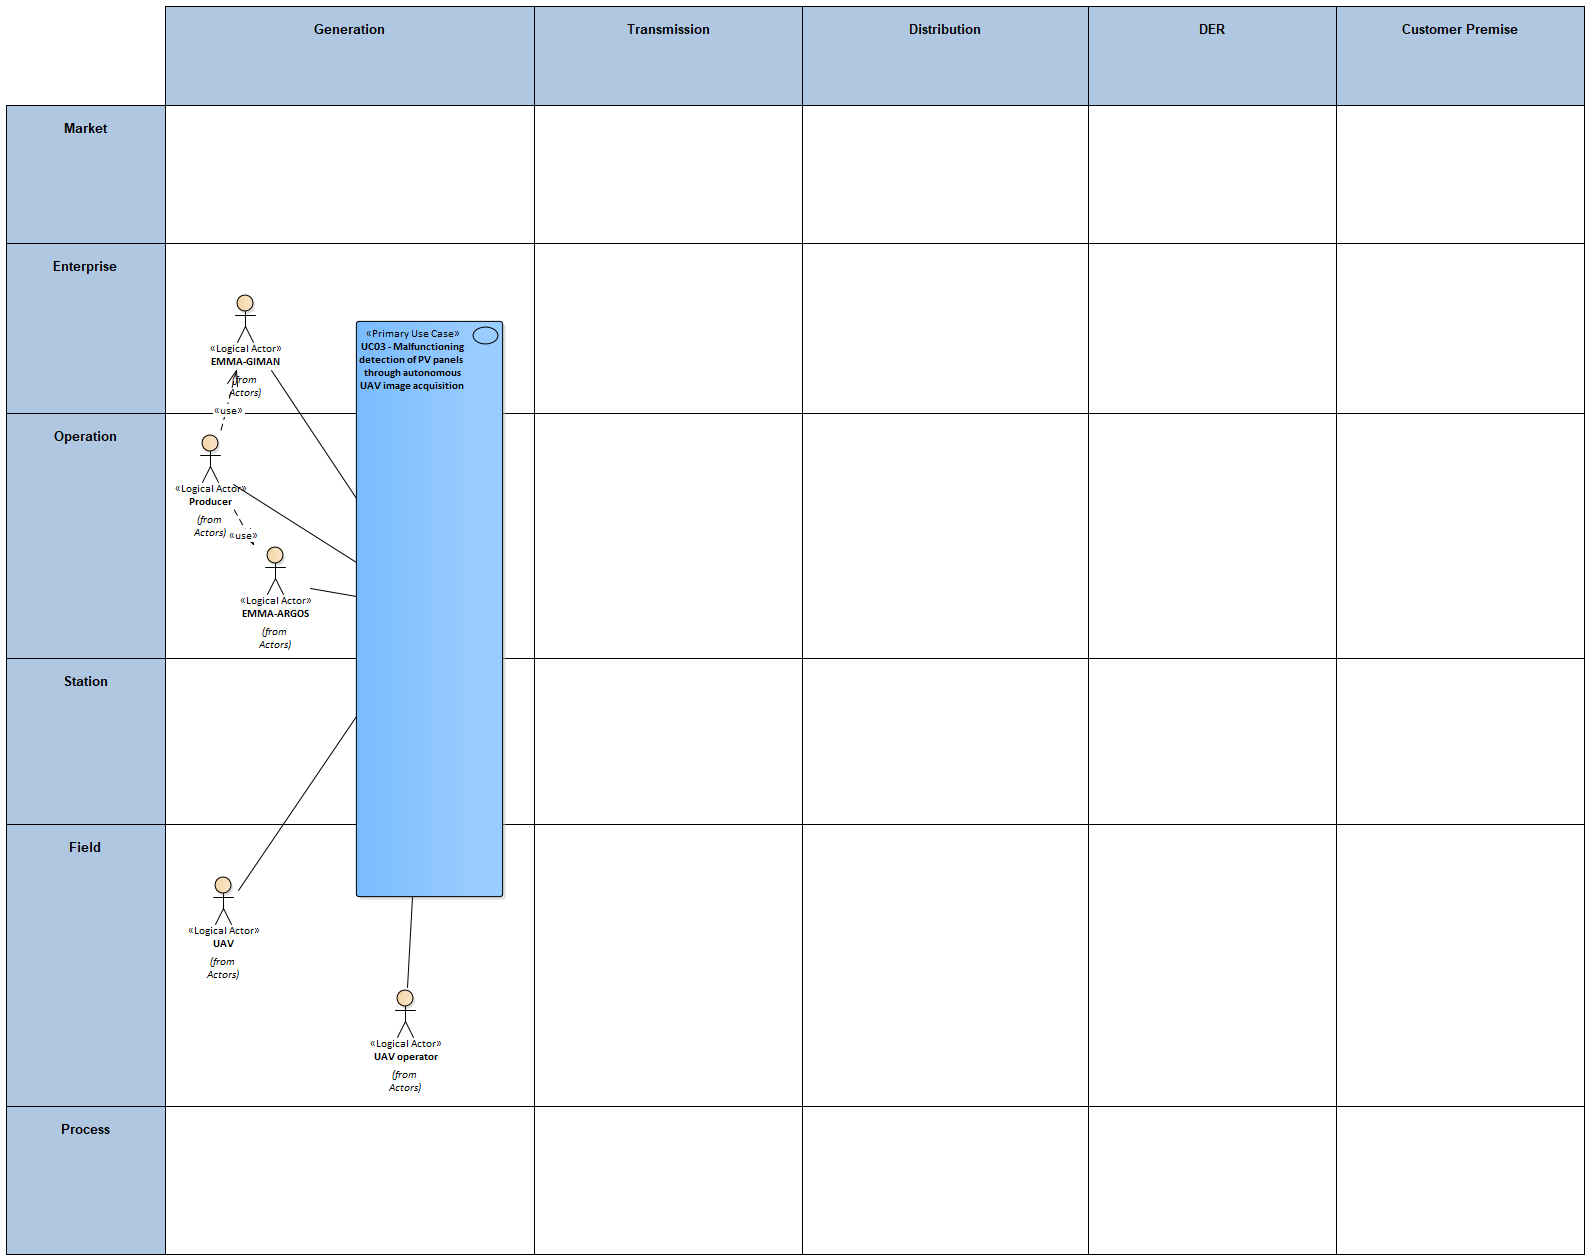 Generation
Transmission
Distribution
DER
Customer Premise
Market
Enterprise
«Logical Actor»
EMMA-GIMAN
(from
Actors)
«Primary Use Case»
UC03 - Malfunctioning
detection of PV panels
through autonomous
UAV image acquisition
«use»
Operation
«Logical Actor»
Producer
(from
Actors)
«use»
«Logical Actor»
EMMA-ARGOS
(from
Actors)
Station
Field
«Logical Actor»
UAV
(from
Actors)
«Logical Actor»
UAV operator
(from
Actors)
Process